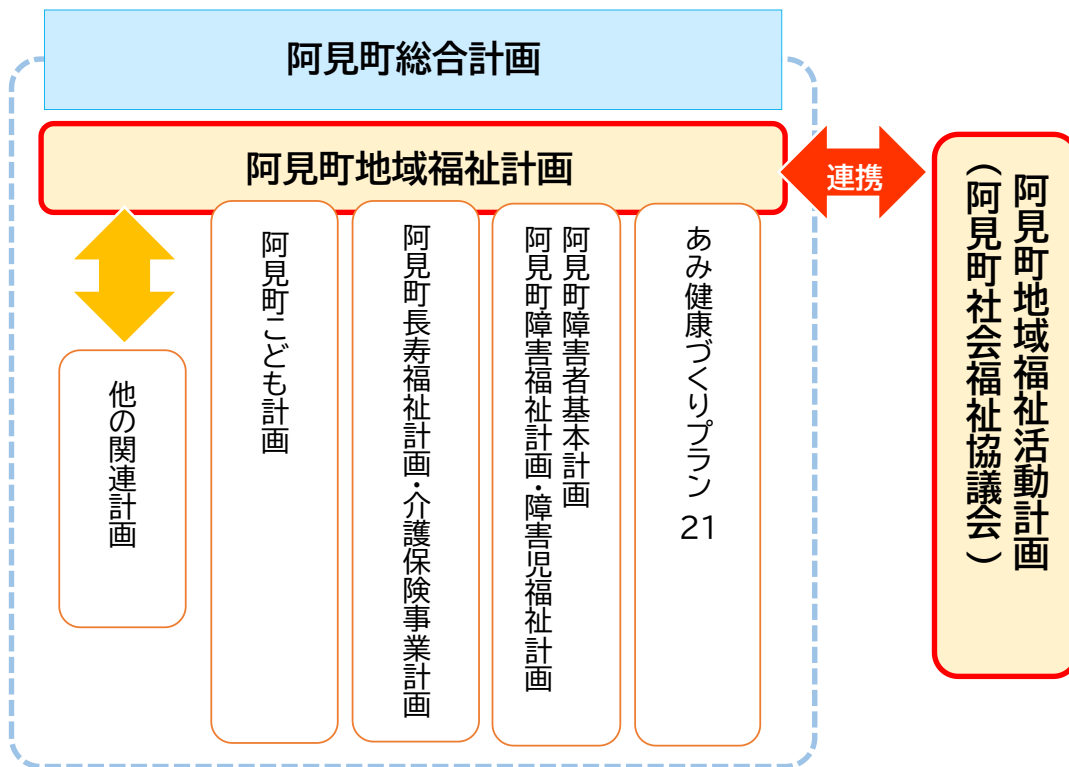 阿見町総合計画
阿見町地域福祉計画
連携
阿見町地域福祉活動計画
（阿見町社会福祉協議会）
他の関連計画
阿見町こども計画
阿見町長寿福祉計画・介護保険事業計画
阿見町障害者基本計画
阿見町障害福祉計画・障害児福祉計画
あみ健康づくりプラン21